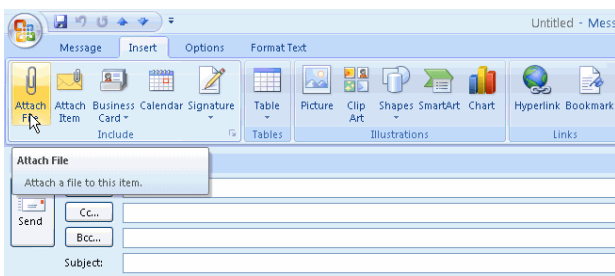 Untitled - Mess
Message Insert Options Format Text
Attach File Attach Item Business Card Calendar Signature Table Picture Clip Art Shapes SmartArt Chart Hyperlink Bookmark
Include Tables Illustrations Links
Attach File
Attach a file to this item.
Send
Cc...
Bcc...
Subject: